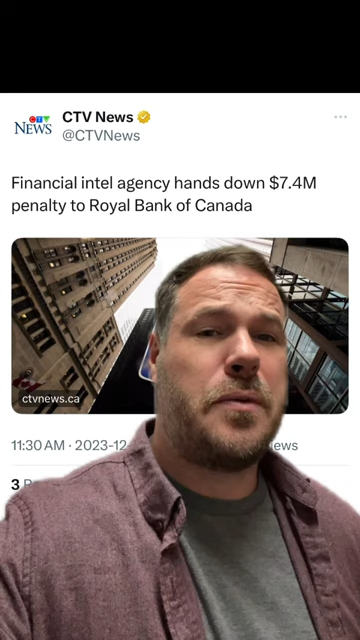 CTV
NEWS
CTV News
@CTVNews
Financial intel agency hands down $7.4M
penalty to Royal Bank of Canada
ctvnews.ca
11:30 AM · 2023-12-
3